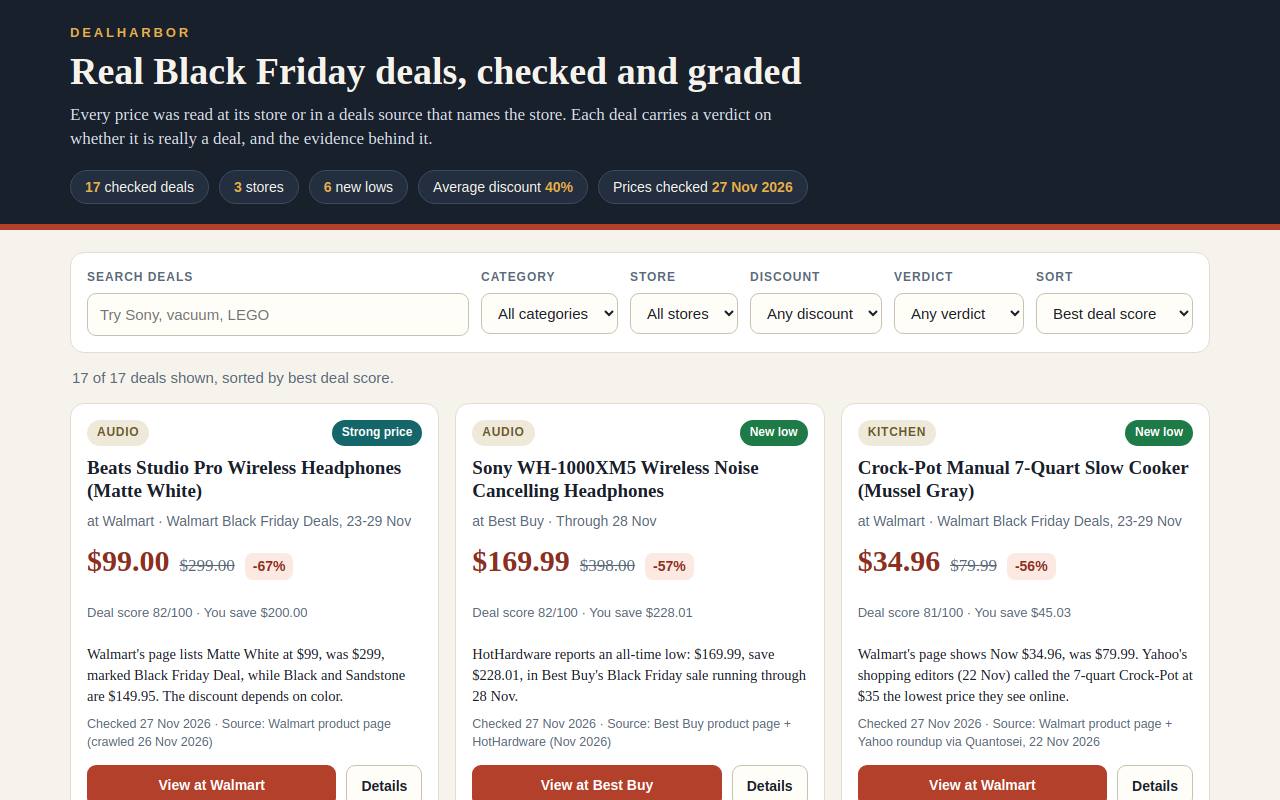 DEALHARBOR
Real Black Friday deals, checked and graded
Every price was read at its store or in a deals source that names the store. Each deal carries a verdict on
whether it is really a deal, and the evidence behind it.
17 checked deals
3 stores
6 new lows
Average discount 40%
Prices checked 27 Nov 2026
SEARCH DEALS
CATEGORY
STORE
DISCOUNT
VERDICT
SORT
Try Sony, vacuum, LEGO
All categories
All stores
Any discount
Any verdict
Best deal score
17 of 17 deals shown, sorted by best deal score.
AUDIO
Strong price
Beats Studio Pro Wireless Headphones
(Matte White)
at Walmart · Walmart Black Friday Deals, 23-29 Nov
$99.00 $299.00 -67%
Deal score 82/100 · You save $200.00
Walmart's page lists Matte White at $99, was $299,
marked Black Friday Deal, while Black and Sandstone
are $149.95. The discount depends on color.
Checked 27 Nov 2026 · Source: Walmart product page
(crawled 26 Nov 2026)
View at Walmart
Details
AUDIO
New low
Sony WH-1000XM5 Wireless Noise
Cancelling Headphones
at Best Buy · Through 28 Nov
$169.99 $398.00 -57%
Deal score 82/100 · You save $228.01
HotHardware reports an all-time low: $169.99, save
$228.01, in Best Buy's Black Friday sale running through
28 Nov.
Checked 27 Nov 2026 · Source: Best Buy product page +
HotHardware (Nov 2026)
View at Best Buy
Details
KITCHEN
New low
Crock-Pot Manual 7-Quart Slow Cooker
(Mussel Gray)
at Walmart · Walmart Black Friday Deals, 23-29 Nov
$34.96 $79.99 -56%
Deal score 81/100 · You save $45.03
Walmart's page shows Now $34.96, was $79.99. Yahoo's
shopping editors (22 Nov) called the 7-quart Crock-Pot at
$35 the lowest price they see online.
Checked 27 Nov 2026 · Source: Walmart product page +
Yahoo roundup via Quantosei, 22 Nov 2026
View at Walmart
Details